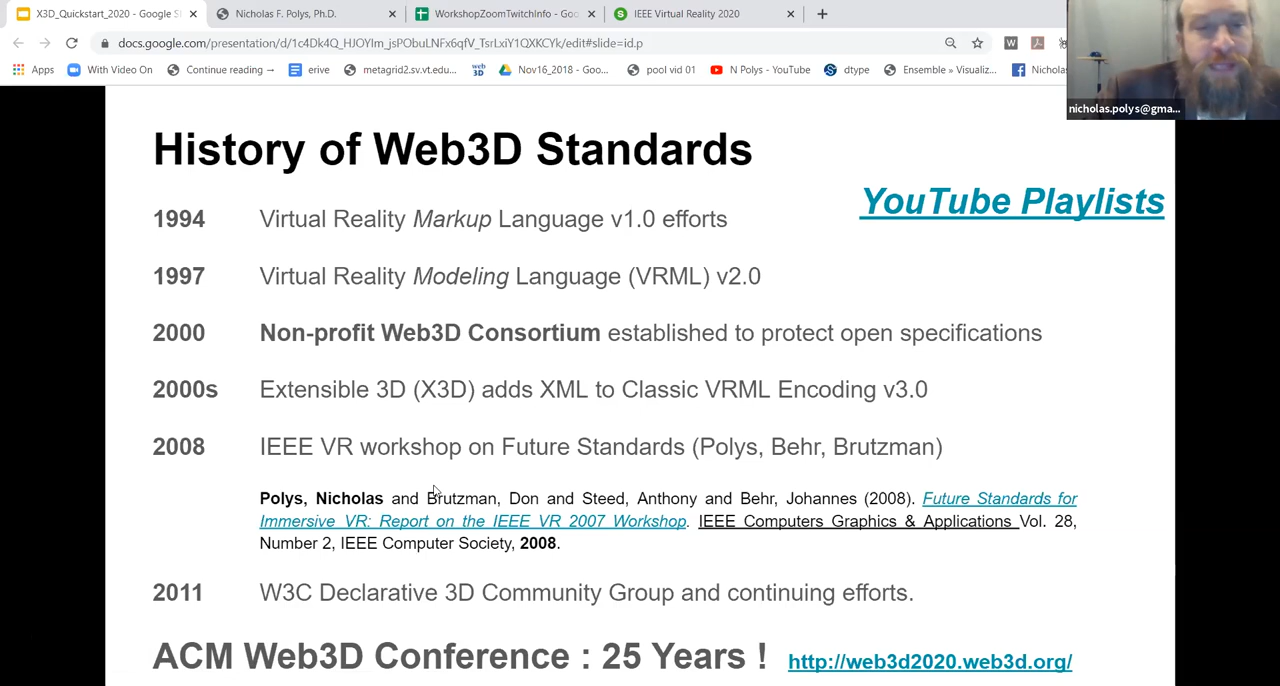 X3D_Quickstart_2020 - Google S
Nicholas F. Polys, Ph.D.
WorkshopZoomTwitchInfo - Goo
IEEE Virtual Reality 2020
docs.google.com/presentation/d/1c4Dk4Q_HJOYlm_jsPObuLNFx6qfV_TsrLxiY1QXKCYk/edit#slide=id.p
Apps
With Video On
Continue reading →
erive
metagrid2.sv.vt.edu...
web 3D
Nov16_2018 - Goo...
pool vid 01
N Polys - YouTube
dtype
Ensemble » Visualiz...
Nichola
nicholas.polys@gma...
History of Web3D Standards
YouTube Playlists
1994 Virtual Reality Markup Language v1.0 efforts
1997 Virtual Reality Modeling Language (VRML) v2.0
2000 Non-profit Web3D Consortium established to protect open specifications
2000s Extensible 3D (X3D) adds XML to Classic VRML Encoding v3.0
2008 IEEE VR workshop on Future Standards (Polys, Behr, Brutzman)
Polys, Nicholas and Brutzman, Don and Steed, Anthony and Behr, Johannes (2008). Future Standards for
Immersive VR: Report on the IEEE VR 2007 Workshop. IEEE Computers Graphics & Applications Vol. 28,
Number 2, IEEE Computer Society, 2008.
2011 W3C Declarative 3D Community Group and continuing efforts.
ACM Web3D Conference : 25 Years ! http://web3d2020.web3d.org/